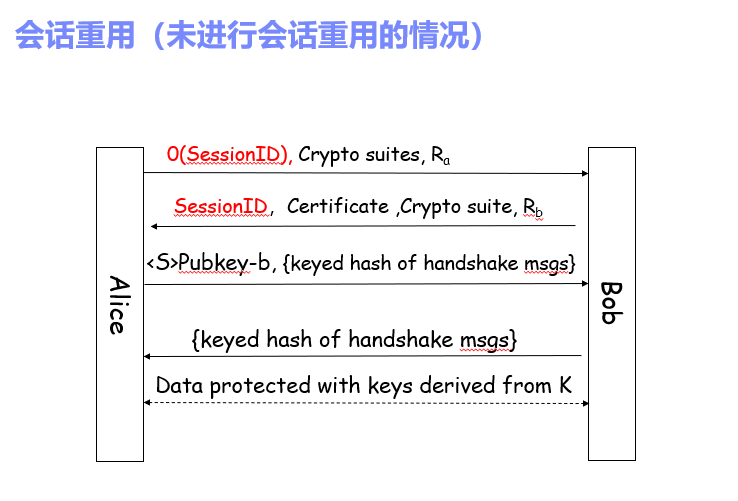 会话重用（未进行会话重用的情况）
0(SessionID), Crypto suites, Ra
SessionID, Certificate ,Crypto suite, Rb
<S>Pubkey-b, {keyed hash of handshake msgs}
Alice
Bob
{keyed hash of handshake msgs}
Data protected with keys derived from K